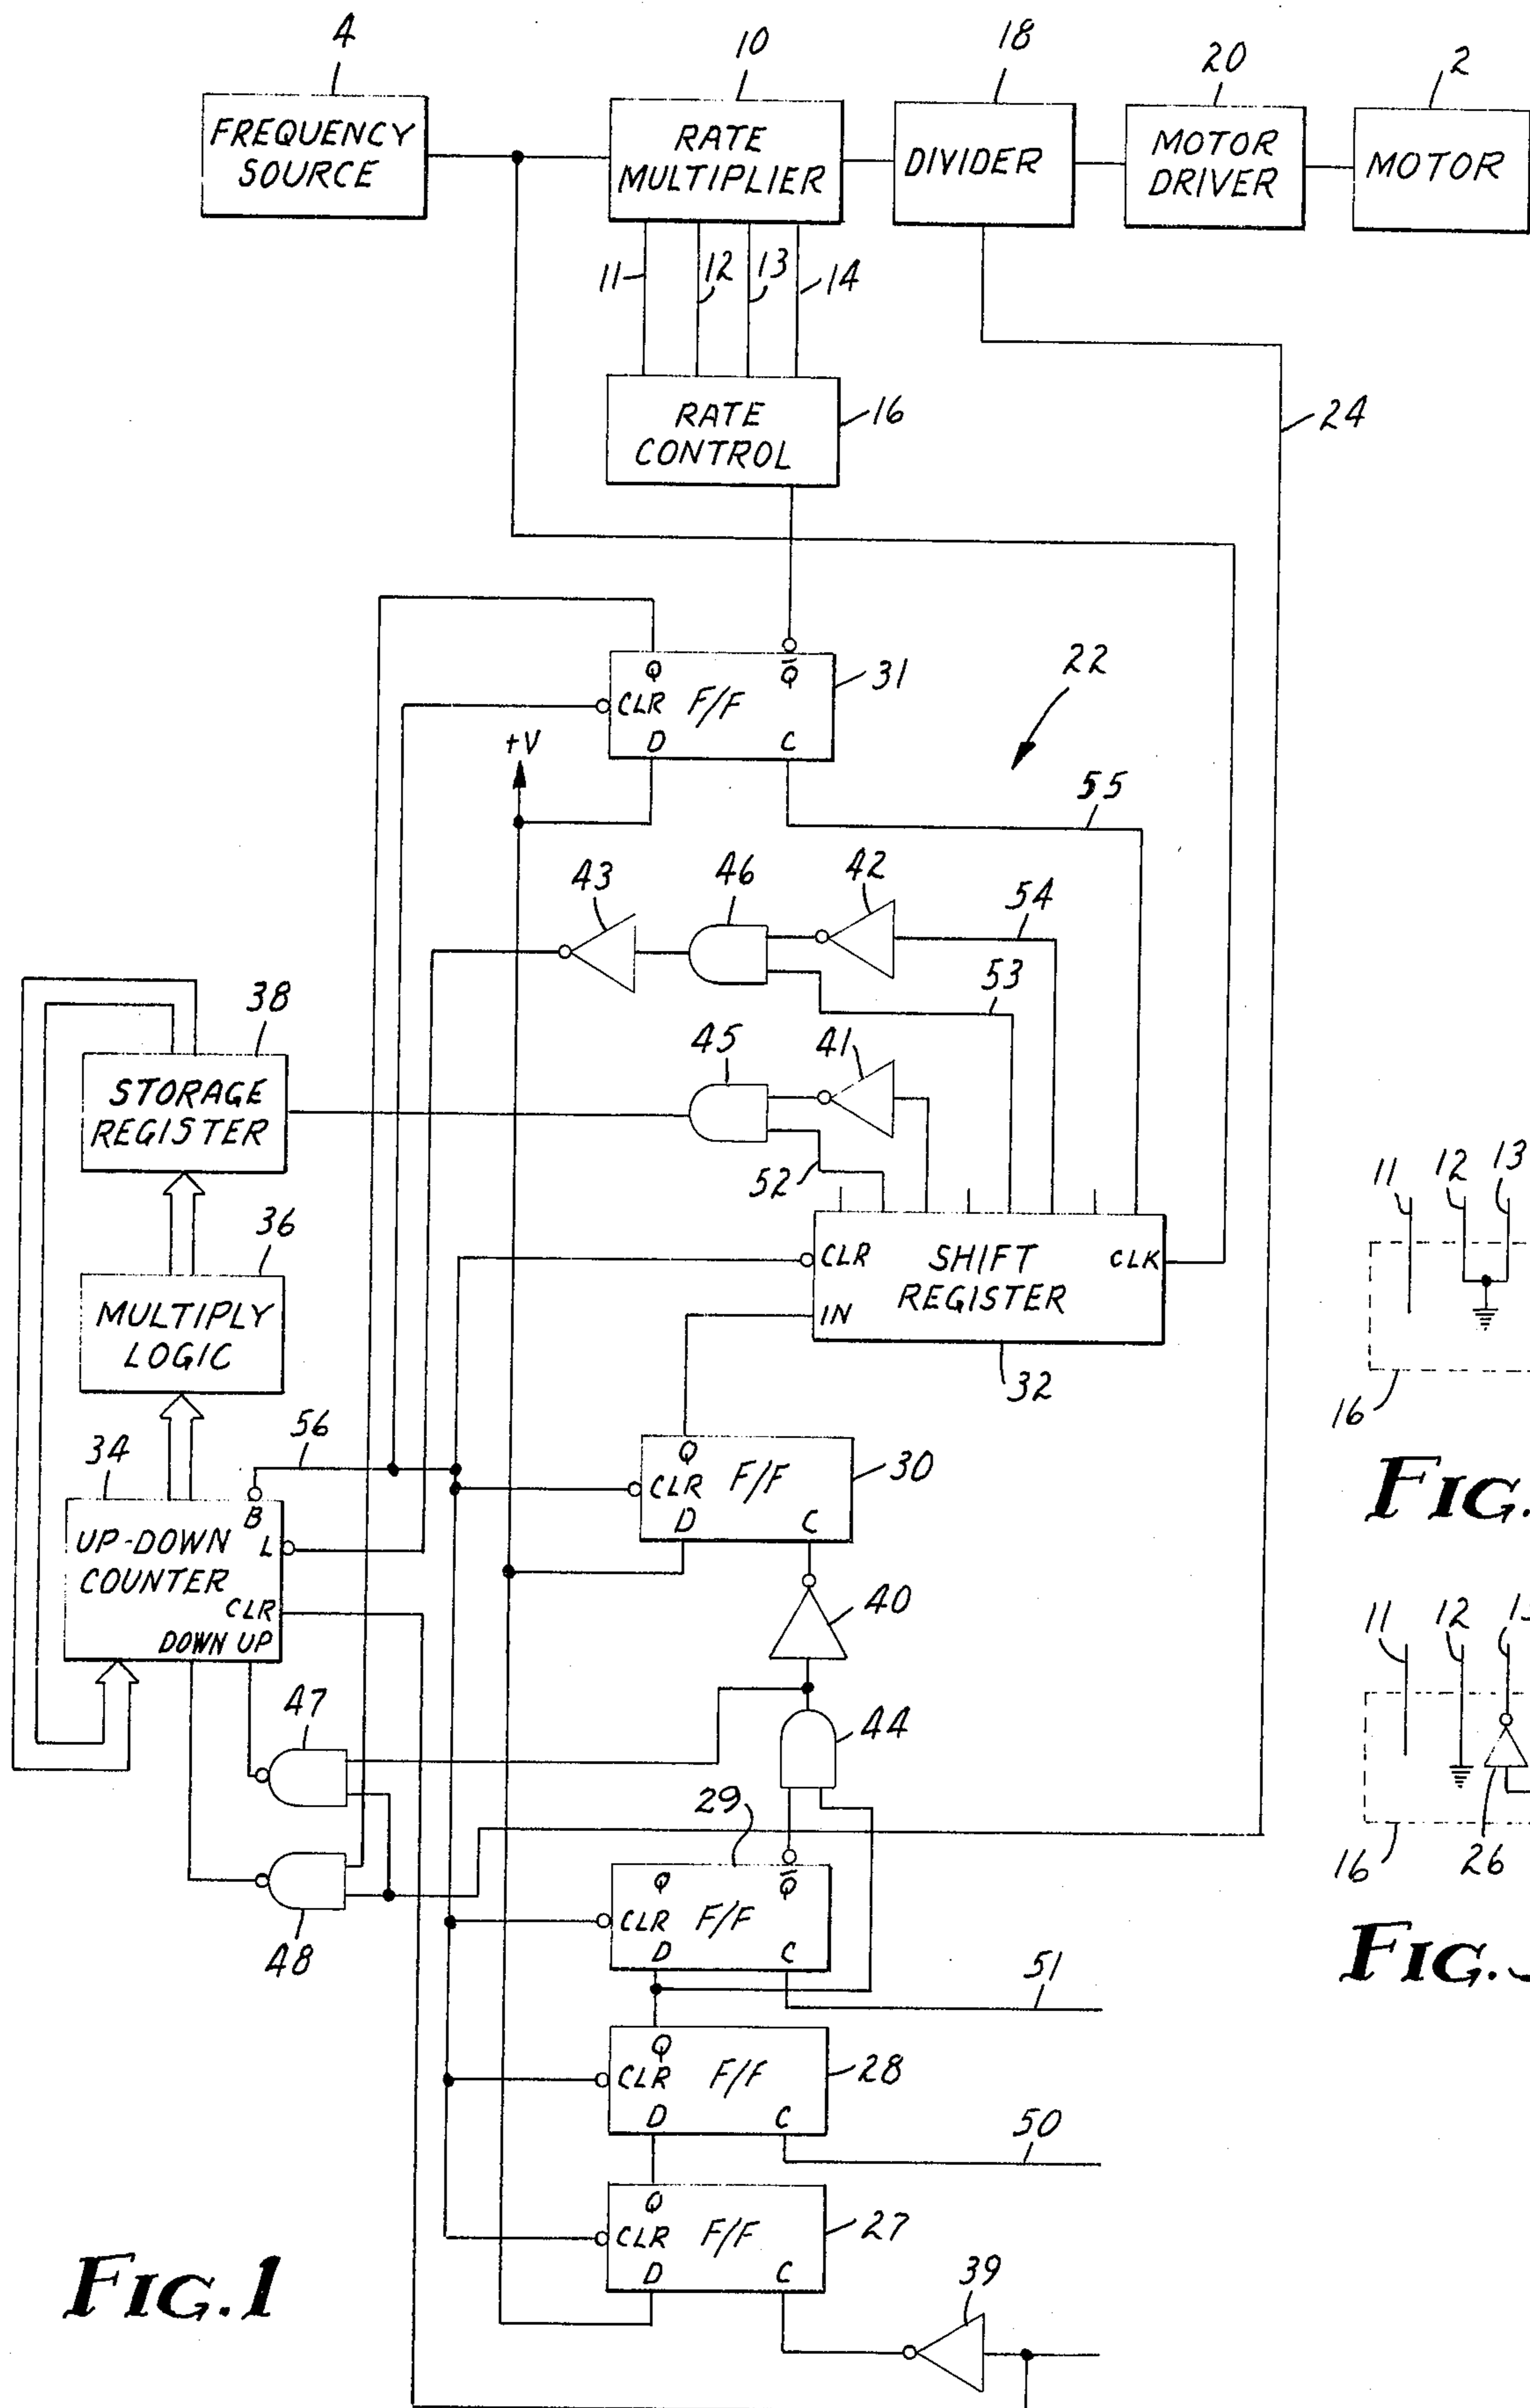 4
10
18
20
2
FREQUENCY
SOURCE
RATE
MULTIPLIER
DIVIDER
MOTOR
DRIVER
MOTOR
11
12
13
14
RATE
CONTROL
16
24
Q
Q̅
CLR F/F
D
C
31
22
+V
55
43
46
42
54
53
38
45
41
STORAGE
REGISTER
52
36
CLR
SHIFT
REGISTER
CLK
IN
32
MULTIPLY
LOGIC
56
34
Q
CLR F/F
D
C
30
B
UP-DOWN
COUNTER
L
CLR
DOWN UP
40
47
44
29
48
Q
Q̅
CLR F/F
D
C
51
Q
CLR F/F
D
C
28
50
Q
CLR F/F
D
C
27
39
FIG.1
11
12
13
16
FIG.
11
12
16
26
FIG.